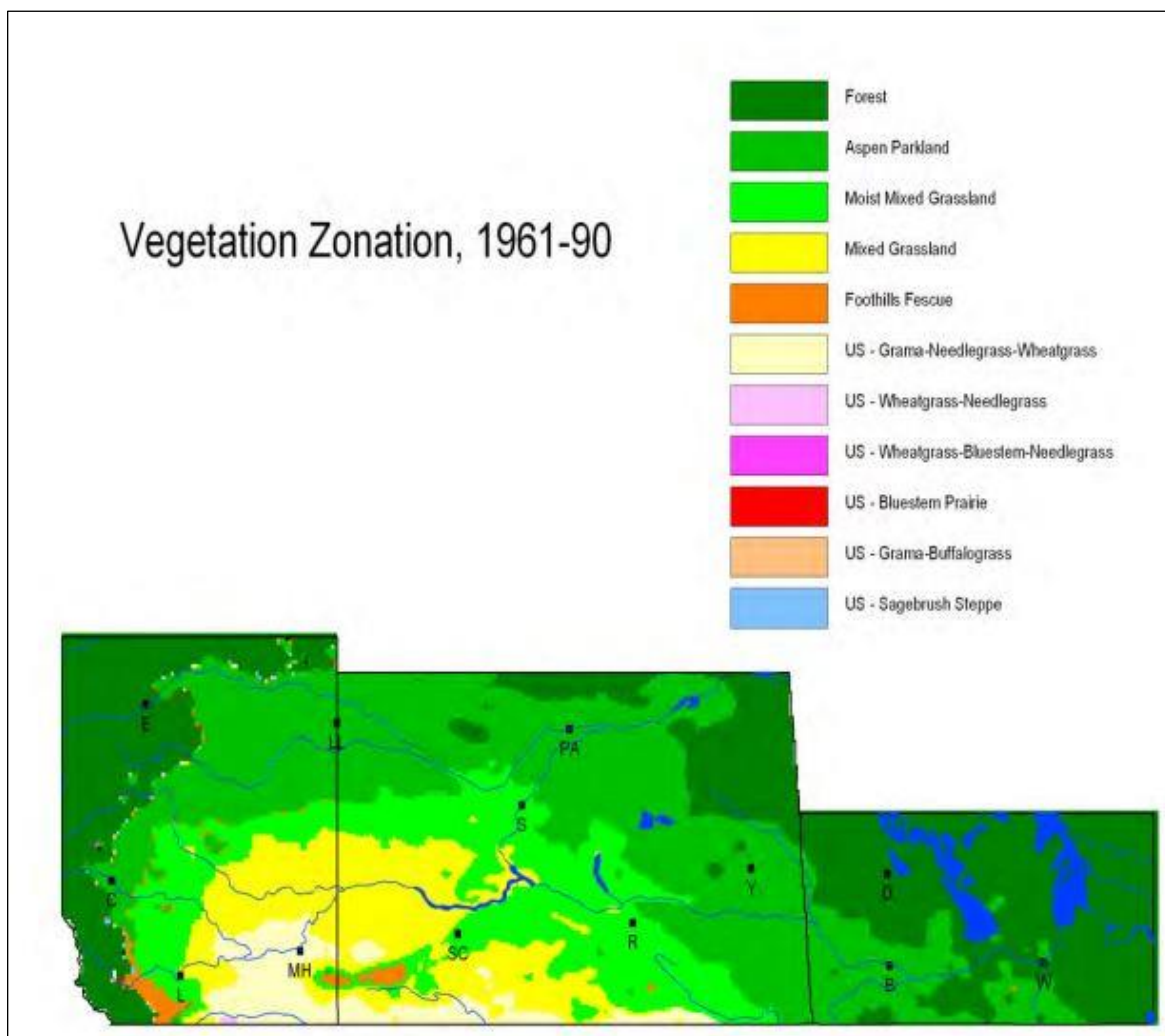 Forest
Aspen Parkland
Moist Mixed Grassland
Vegetation Zonation, 1961-90
Mixed Grassland
Foothills Fescue
US - Grama-Needlegrass-Wheatgrass
US - Wheatgrass-Needlegrass
US - Wheatgrass-Bluestem-Needlegrass
US - Bluestem Prairie
US - Grama-Buffalograss
US - Sagebrush Steppe
E
PA
S
Y
D
C
R
SC
MH
B
W
L